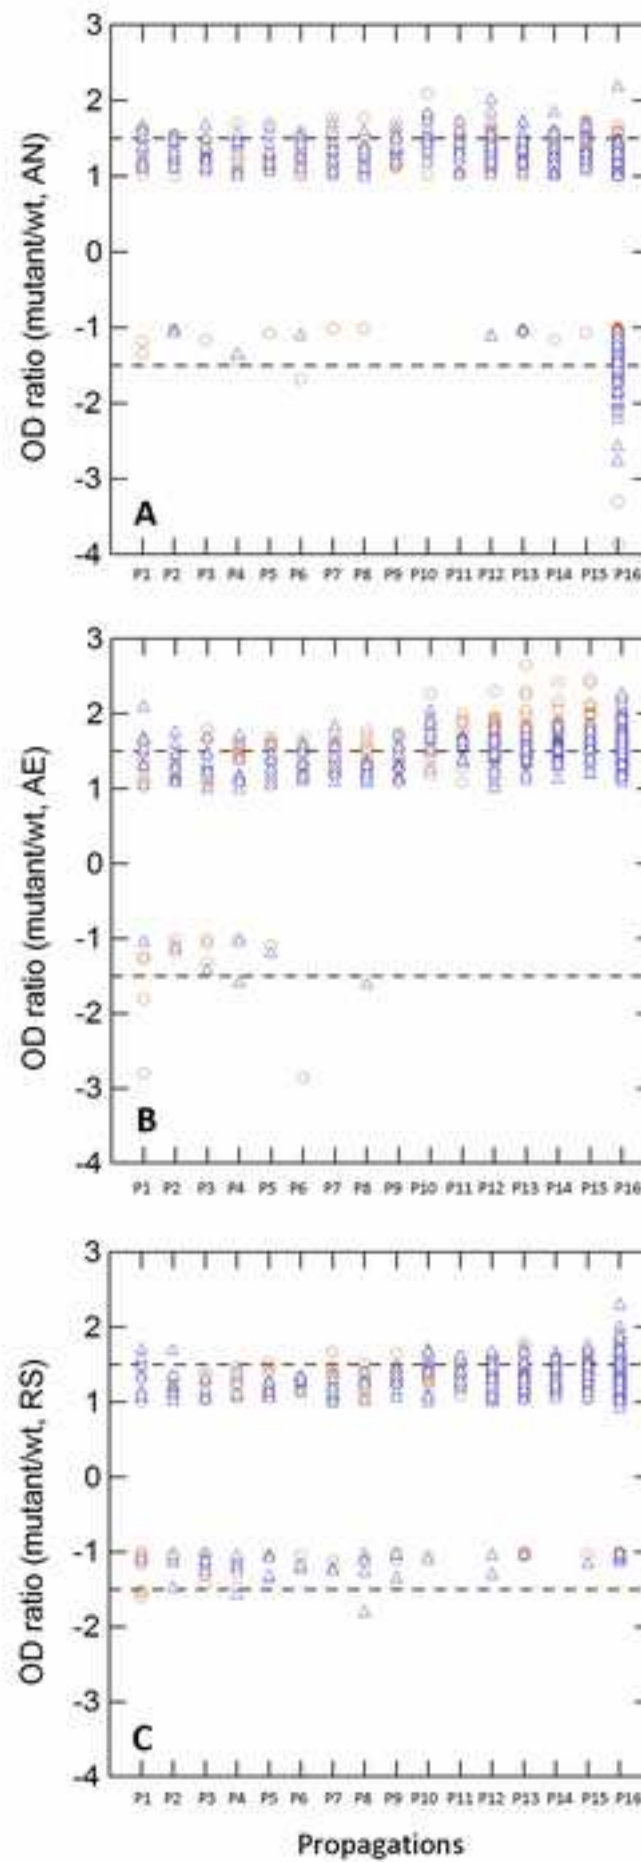 OD ratio (mutant/wt, AN)
3
2
1
0
-1
-2
-3
-4
A
P1 P2 P3 P4 P5 P6 P7 P8 P9 P10 P11 P12 P13 P14 P15 P16
OD ratio (mutant/wt, AE)
3
2
1
0
-1
-2
-3
-4
B
P1 P2 P3 P4 P5 P6 P7 P8 P9 P10 P11 P12 P13 P14 P15 P16
OD ratio (mutant/wt, RS)
3
2
1
0
-1
-2
-3
-4
C
P1 P2 P3 P4 P5 P6 P7 P8 P9 P10 P11 P12 P13 P14 P15 P16
Propagations